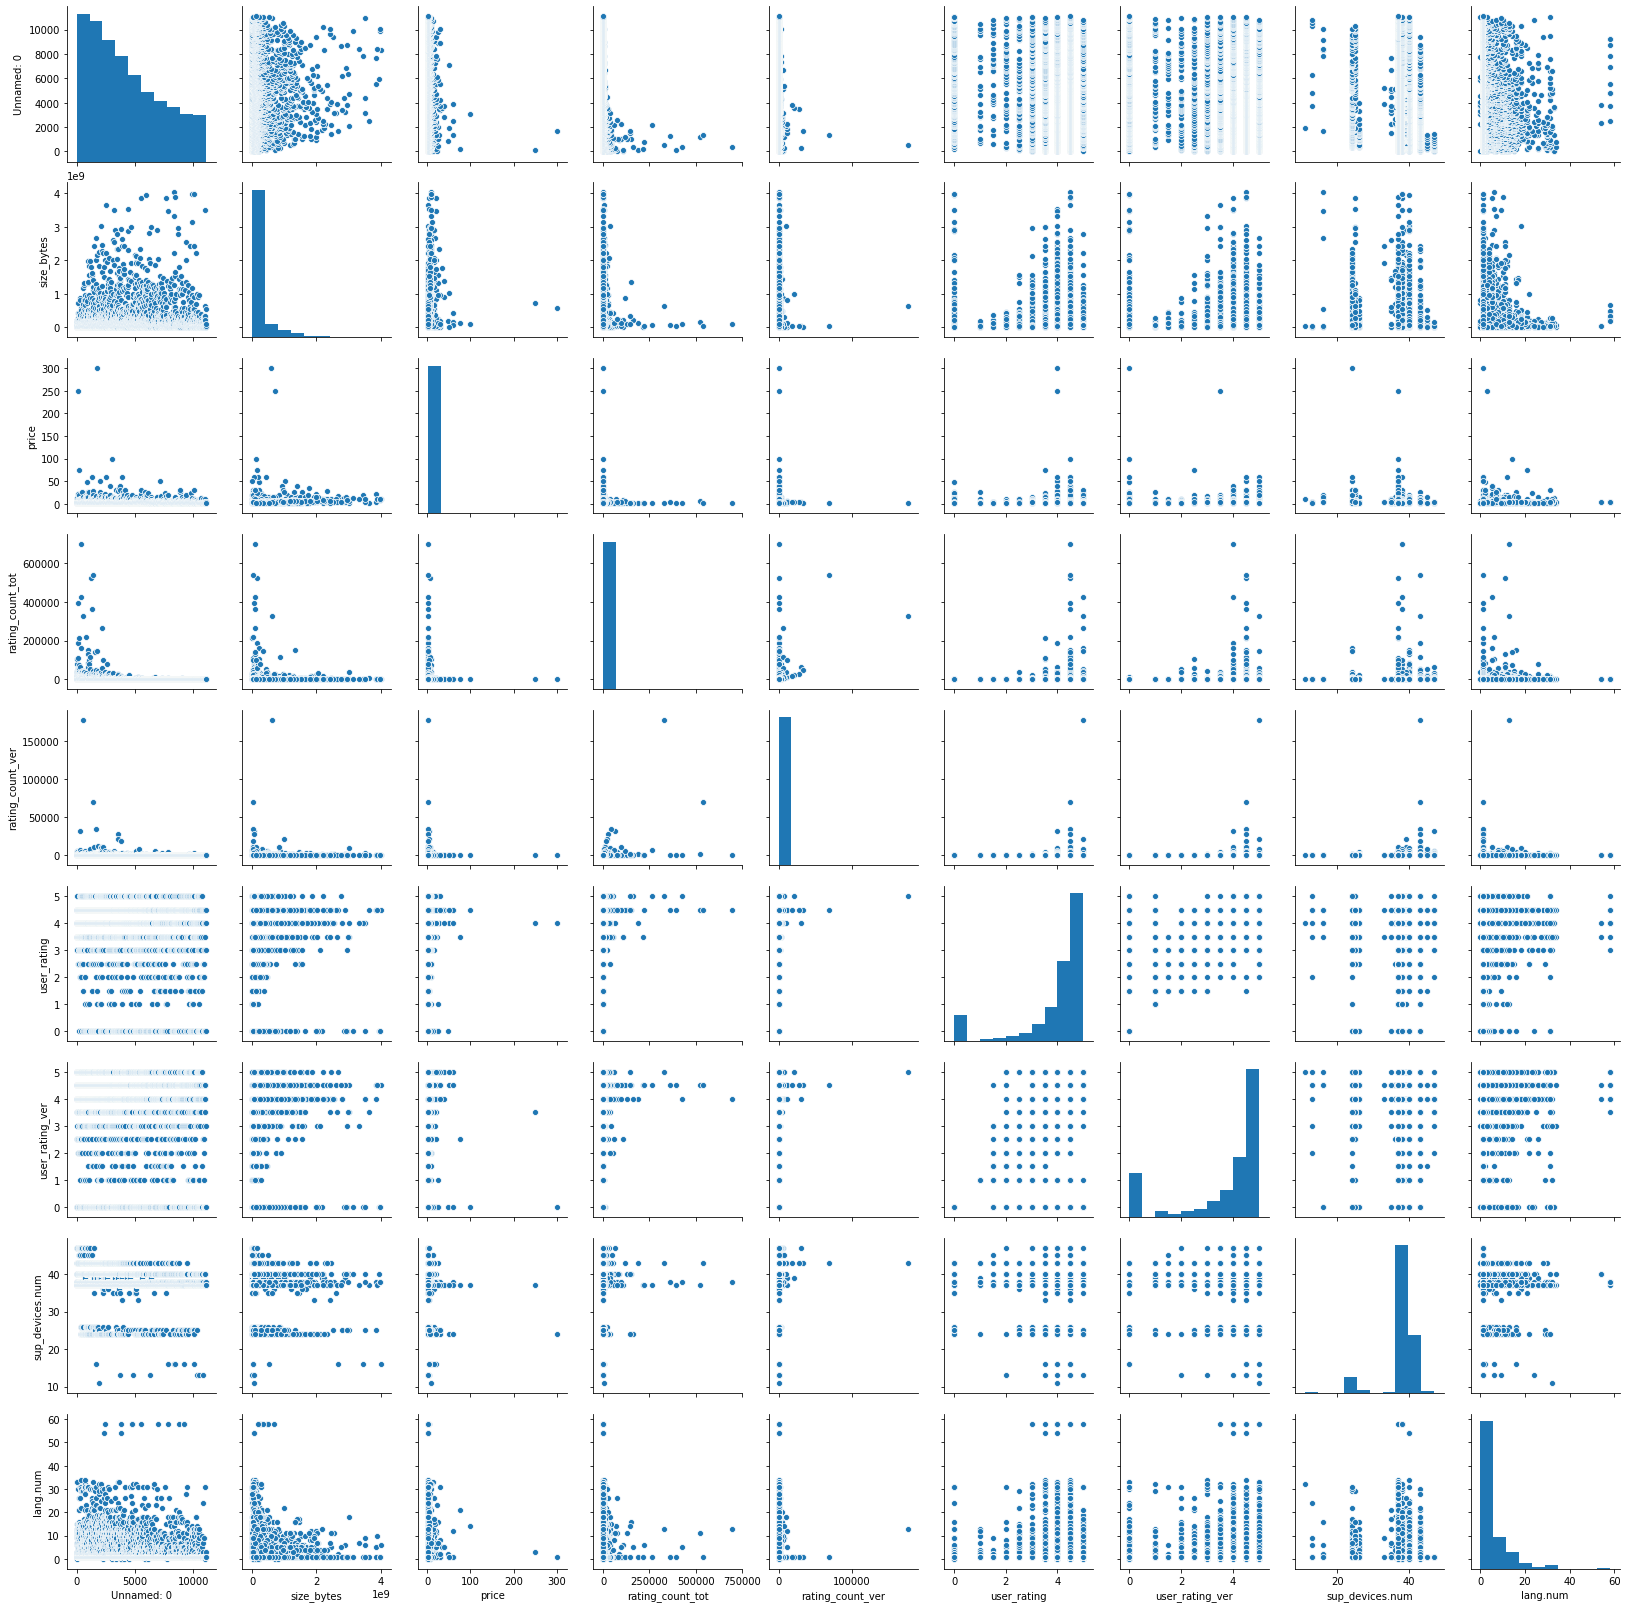 10000
8000
6000
4000
2000
0
Unnamed: 0
1e9
4
3
2
1
0
size_bytes
300
250
200
150
100
50
0
price
600000
400000
200000
0
rating_count_tot
150000
100000
50000
0
rating_count_ver
5
4
3
2
1
0
user_rating
5
4
3
2
1
0
user_rating_ver
40
30
20
10
sup_devices.num
60
50
40
30
20
10
0
lang.num
0 5000 10000
Unnamed: 0
0 2 4
1e9
size_bytes
0 100 200 300
price
0 250000 500000 750000
rating_count_tot
0 100000
rating_count_ver
0 2 4
user_rating
0 2 4
user_rating_ver
20 40
sup_devices.num
0 20 40 60
lang.num